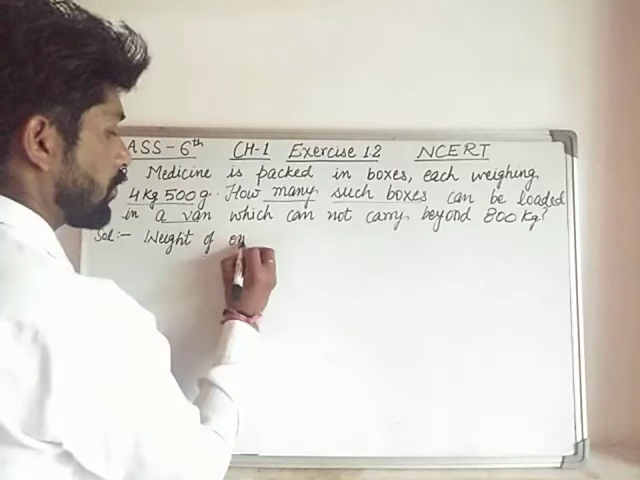 ASS - 6th CH-1 Exercise 1.2 NCERT
Medicine is packed in boxes, each weighing
4 Kg 500 g. How many such boxes can be loaded
in a van which can not carry beyond 800 Kg?
Sol:- Weight of on